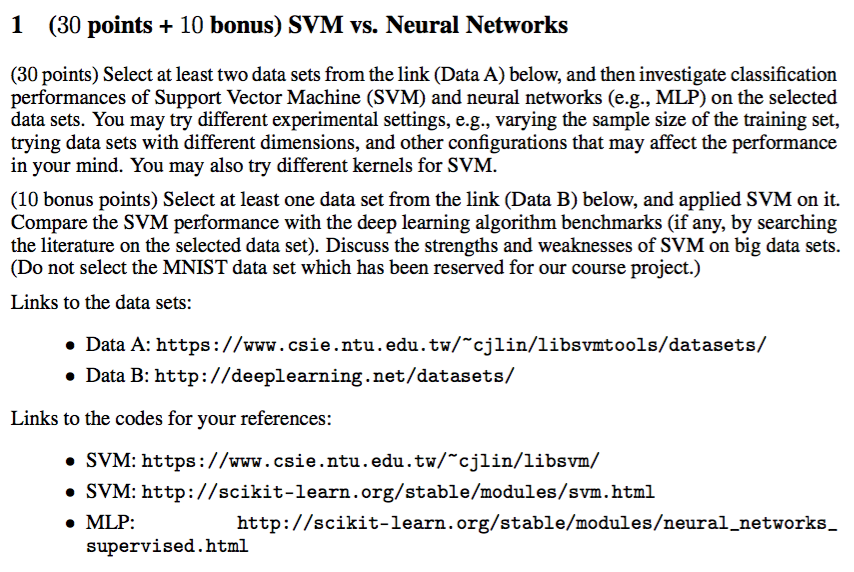 1 (30 points + 10 bonus) SVM vs. Neural Networks
(30 points) Select at least two data sets from the link (Data A) below, and then investigate classification
performances of Support Vector Machine (SVM) and neural networks (e.g., MLP) on the selected
data sets. You may try different experimental settings, e.g., varying the sample size of the training set,
trying data sets with different dimensions, and other configurations that may affect the performance
in your mind. You may also try different kernels for SVM.
(10 bonus points) Select at least one data set from the link (Data B) below, and applied SVM on it.
Compare the SVM performance with the deep learning algorithm benchmarks (if any, by searching
the literature on the selected data set). Discuss the strengths and weaknesses of SVM on big data sets.
(Do not select the MNIST data set which has been reserved for our course project.)
Links to the data sets:
• Data A: https://www.csie.ntu.edu.tw/~cjlin/libsvmtools/datasets/
• Data B: http://deeplearning.net/datasets/
Links to the codes for your references:
• SVM: https://www.csie.ntu.edu.tw/~cjlin/libsvm/
• SVM: http://scikit-learn.org/stable/modules/svm.html
• MLP: http://scikit-learn.org/stable/modules/neural_networks_
supervised.html